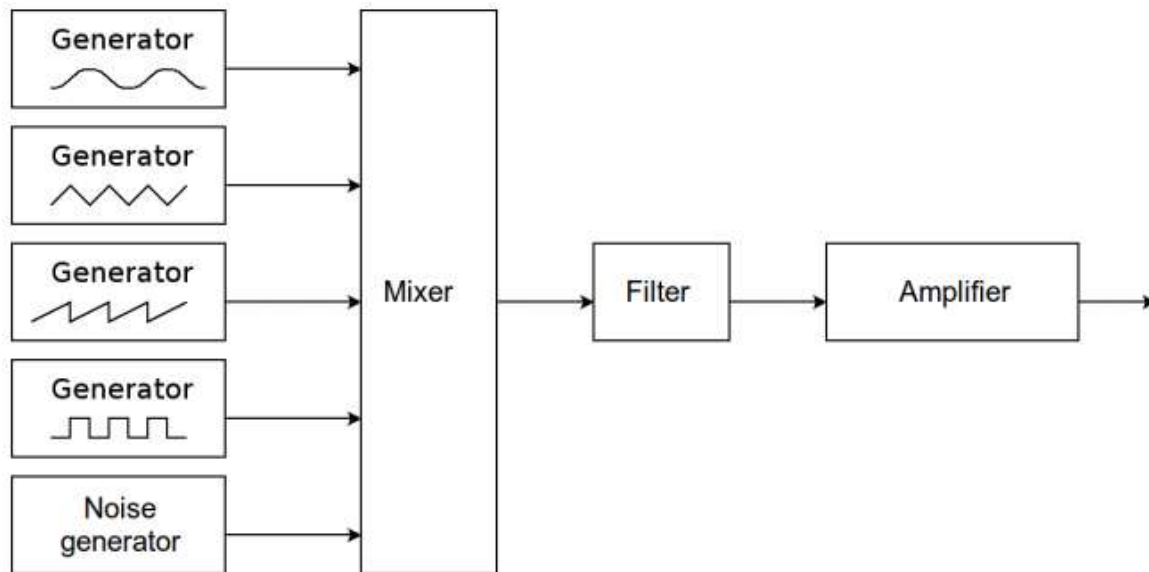 Generator
Generator
Generator
Generator
Noise
generator
Mixer
Filter
Amplifier